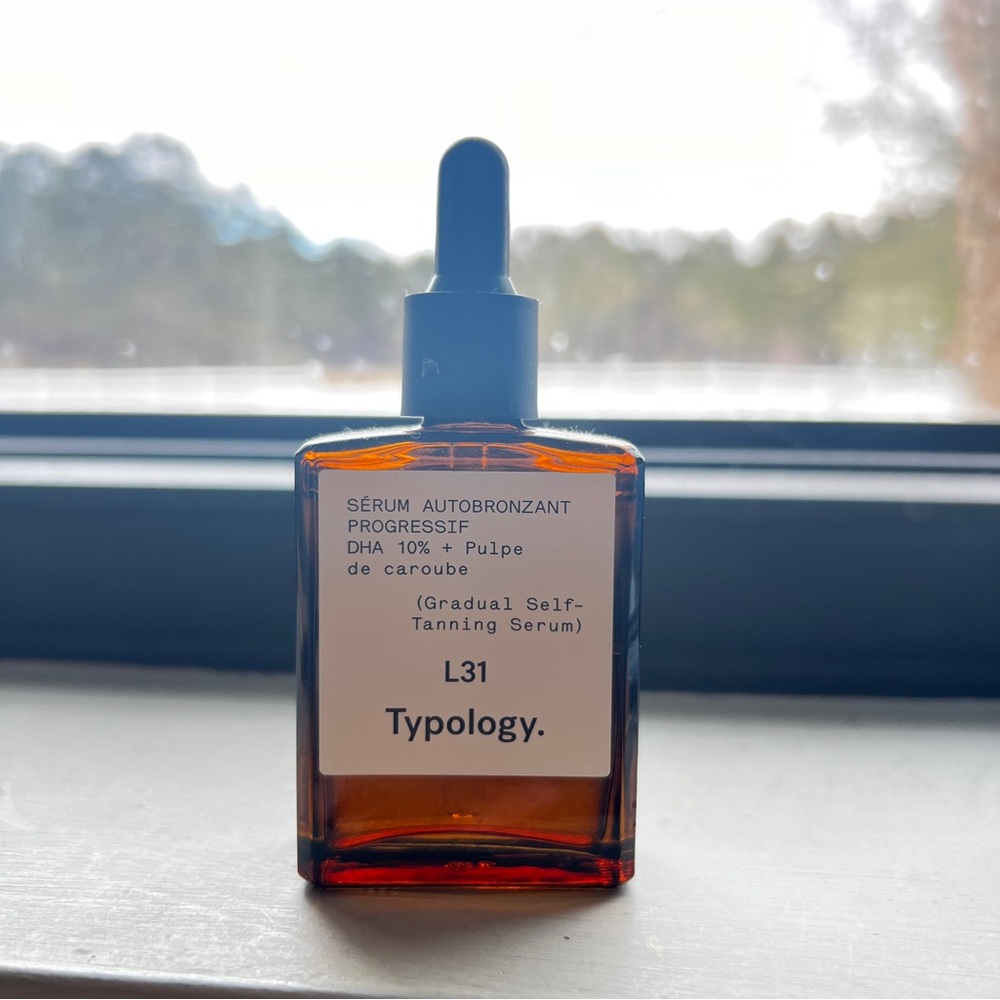 SÉRUM AUTOBRONZANT
PROGRESSIF
DHA 10% + Pulpe
de caroube
(Gradual Self-
Tanning Serum)
L31
Typology.